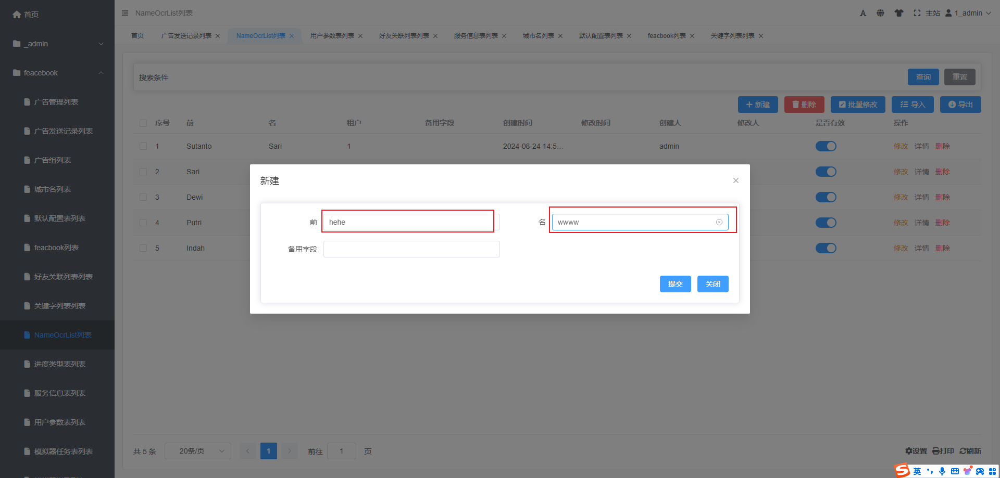 首页
_admin
feacebook
广告管理列表
广告发送记录列表
广告组列表
城市名列表
默认配置表列表
feacbook列表
好友关联列表列表
关键字列表列表
NameOcrList列表
进度类型表列表
服务信息表列表
用户参数表列表
模拟器任务表列表
NameOcrList列表
A 主站 1_admin
首页 广告发送记录列表 NameOcrList列表 用户参数表列表 好友关联列表列表 服务信息表列表 城市名列表 默认配置表列表 feacbook列表 关键字列表列表
搜索条件 查询 重置
新建 删除 批量修改 导入 导出
序号 前 名 租户 备用字段 创建时间 修改时间 创建人 修改人 是否有效 操作
1 Sutanto Sari 1 2024-08-24 14:5... admin 修改 详情 删除
2 Sari 修改 详情 删除
3 Dewi 修改 详情 删除
4 Putri 修改 详情 删除
5 Indah 修改 详情 删除
新建
前 hehe 名 wwww
备用字段
提交 关闭
共 5 条 20条/页 1 前往 1 页
设置 打印 刷新
S 英